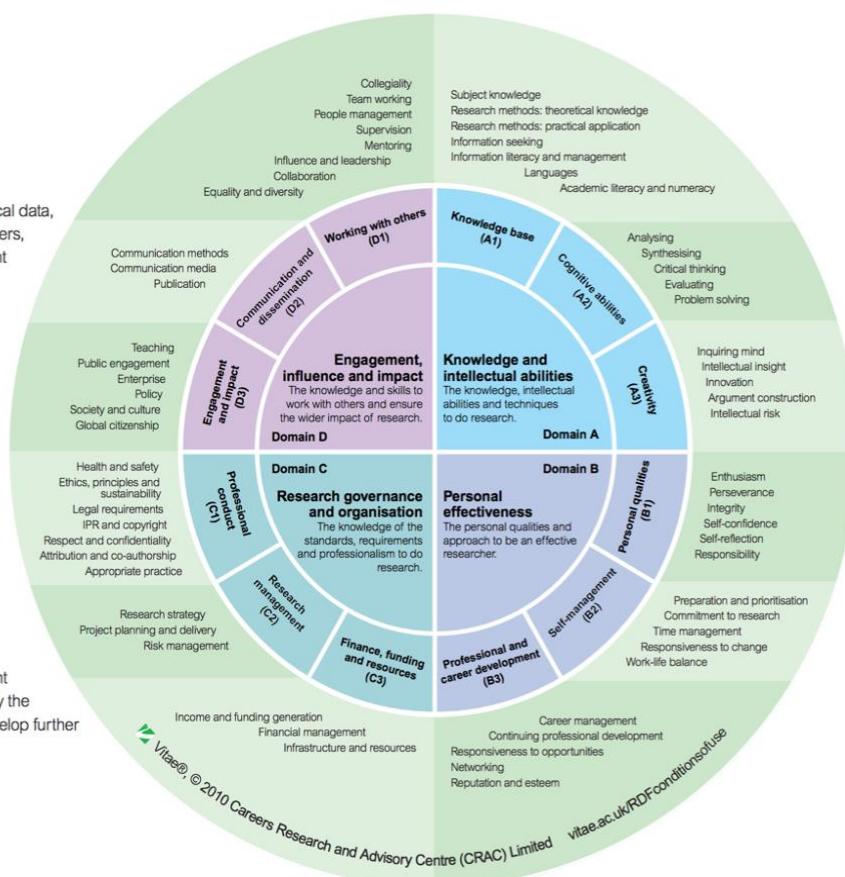 cal data,
ers,
nt
nt
y the
elop further
Collegiality
Team working
People management
Supervision
Mentoring
Influence and leadership
Collaboration
Equality and diversity
Subject knowledge
Research methods: theoretical knowledge
Research methods: practical application
Information seeking
Information literacy and management
Languages
Academic literacy and numeracy
Communication methods
Communication media
Publication
Analysing
Synthesising
Critical thinking
Evaluating
Problem solving
Teaching
Public engagement
Enterprise
Policy
Society and culture
Global citizenship
Inquiring mind
Intellectual insight
Innovation
Argument construction
Intellectual risk
Working with others
(D1)
Communication and
dissemination
(D2)
Engagement
and impact
(D3)
Knowledge base
(A1)
Cognitive abilities
(A2)
Creativity
(A3)
Engagement,
influence and impact
The knowledge and skills to
work with others and ensure
the wider impact of research.
Domain D
Knowledge and
intellectual abilities
The knowledge, intellectual
abilities and techniques
to do research.
Domain A
Domain C
Research governance
and organisation
The knowledge of the
standards, requirements
and professionalism to do
research.
Domain B
Personal
effectiveness
The personal qualities and
approach to be an effective
researcher.
Professional
conduct
(C1)
Research
management
(C2)
Finance, funding
and resources
(C3)
Personal qualities
(B1)
Self-management
(B2)
Professional and
career development
(B3)
Health and safety
Ethics, principles and
sustainability
Legal requirements
IPR and copyright
Respect and confidentiality
Attribution and co-authorship
Appropriate practice
Enthusiasm
Perseverance
Integrity
Self-confidence
Self-reflection
Responsibility
Research strategy
Project planning and delivery
Risk management
Preparation and prioritisation
Commitment to research
Time management
Responsiveness to change
Work-life balance
Income and funding generation
Financial management
Infrastructure and resources
Career management
Continuing professional development
Responsiveness to opportunities
Networking
Reputation and esteem
Vitae®, © 2010 Careers Research and Advisory Centre (CRAC) Limited vitae.ac.uk/RDFconditionsofuse